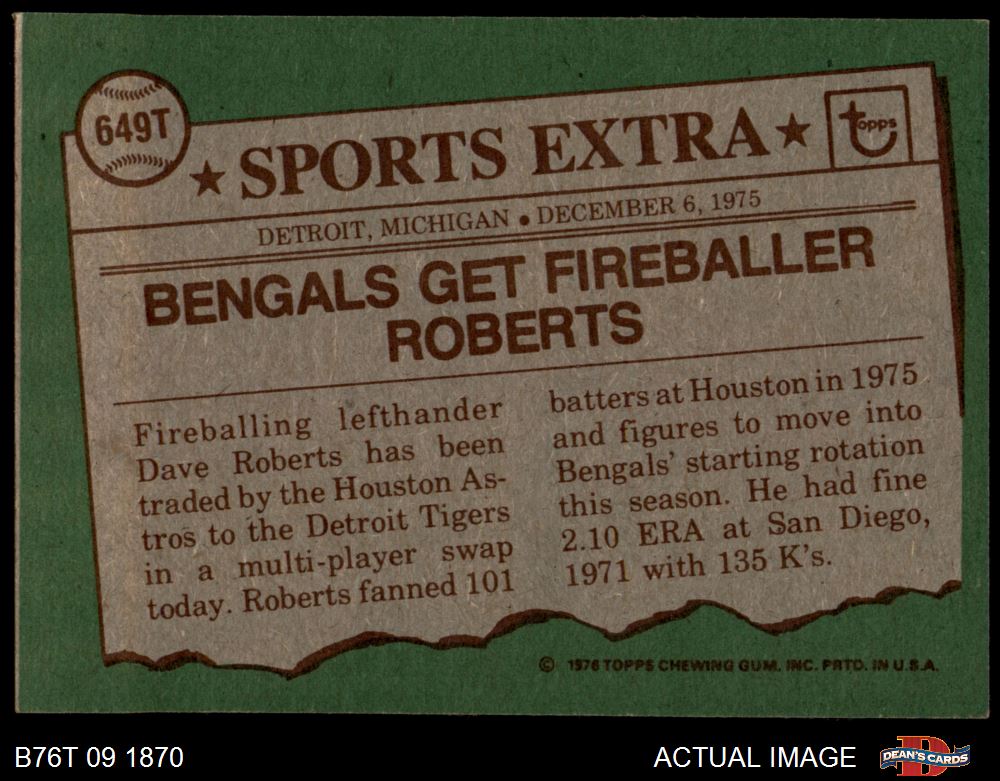 649T
★ SPORTS EXTRA ★
topps
DETROIT, MICHIGAN ● DECEMBER 6, 1975
BENGALS GET FIREBALLER
ROBERTS
Fireballing lefthander
Dave Roberts has been
traded by the Houston As-
tros to the Detroit Tigers
in a multi-player swap
today. Roberts fanned 101
batters at Houston in 1975
and figures to move into
Bengals' starting rotation
this season. He had fine
2.10 ERA at San Diego,
1971 with 135 K's.
© 1976 TOPPS CHEWING GUM, INC. PRTD. IN U.S.A.
B76T 09 1870
ACTUAL IMAGE
DEAN'S CARDS